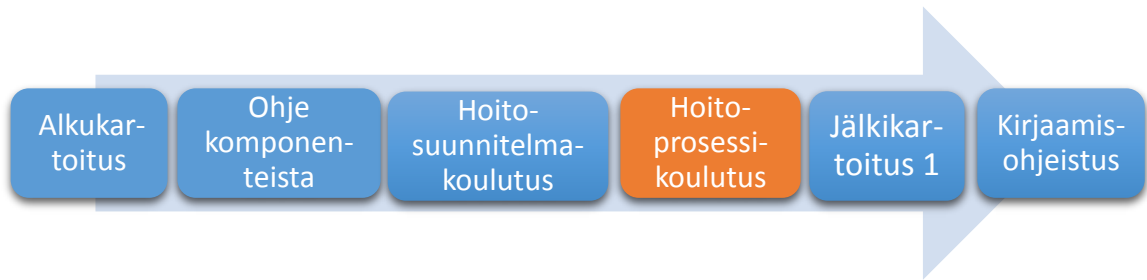 Alkukar-
toitus
Ohje
komponen-
teista
Hoito-
suunnitelma-
koulutus
Hoito-
prosessi-
koulutus
Jälkikar-
toitus 1
Kirjaamis-
ohjeistus